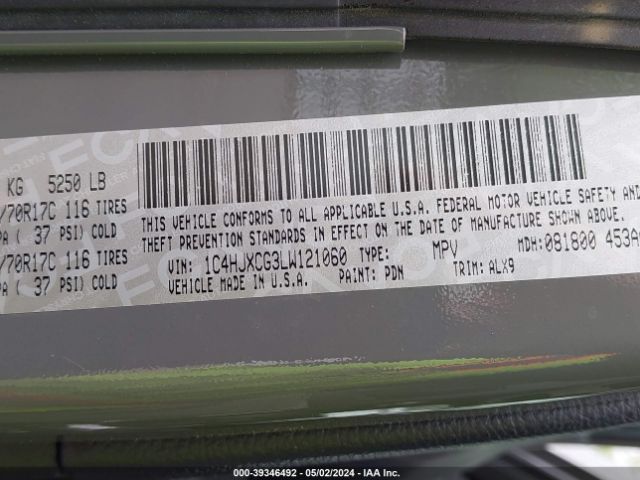 KG 5250 LB
/70R17C 116 TIRES
PA ( 37 PSI) COLD
/70R17C 116 TIRES
PA ( 37 PSI) COLD
THIS VEHICLE CONFORMS TO ALL APPLICABLE U.S.A. FEDERAL MOTOR VEHICLE SAFETY AND
THEFT PREVENTION STANDARDS IN EFFECT ON THE DATE OF MANUFACTURE SHOWN ABOVE.
VIN: 1C4HJXCG3LW121060 TYPE: MPV MDH: 081800 453A
VEHICLE MADE IN U.S.A. PAINT: PDN TRIM: ALX9
000-39346492 - 05/02/2024 - IAA Inc.